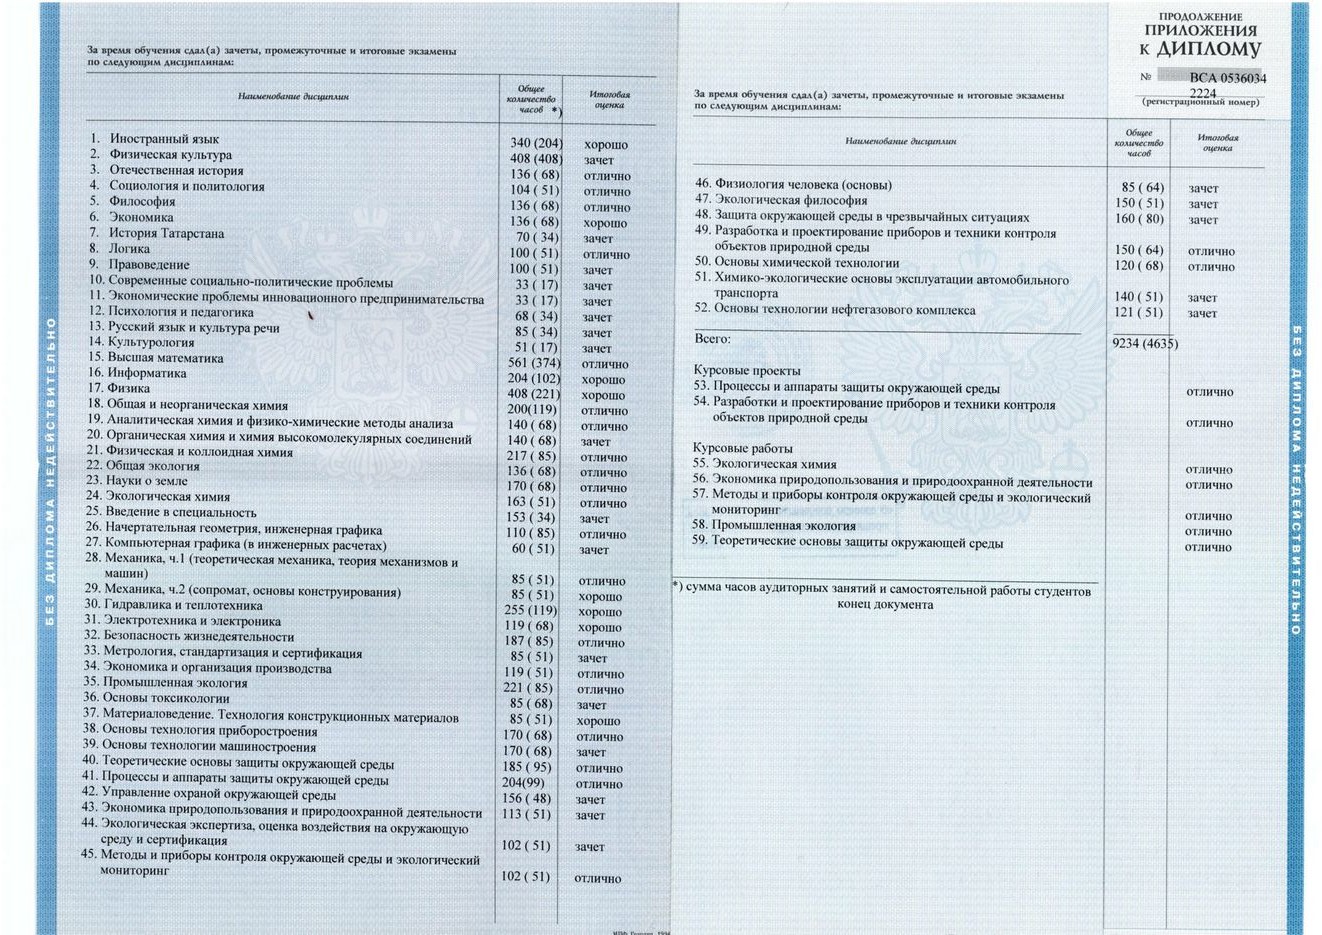 За время обучения сдал(а) зачеты, промежуточные и итоговые экзамены
по следующим дисциплинам:
Наименование дисциплин
Общее
количество
часов *)
Итоговая
оценка
1. Иностранный язык 340 (204) хорошо
2. Физическая культура 408 (408) зачет
3. Отечественная история 136 ( 68) отлично
4. Социология и политология 104 ( 51) отлично
5. Философия 136 ( 68) отлично
6. Экономика 136 ( 68) хорошо
7. История Татарстана 70 ( 34) зачет
8. Логика 100 ( 51) отлично
9. Правоведение 100 ( 51) зачет
10. Современные социально-политические проблемы 33 ( 17) зачет
11. Экономические проблемы инновационного предпринимательства 33 ( 17) зачет
12. Психология и педагогика 68 ( 34) зачет
13. Русский язык и культура речи 85 ( 34) зачет
14. Культурология 51 ( 17) зачет
15. Высшая математика 561 (374) отлично
16. Информатика 204 (102) хорошо
17. Физика 408 (221) хорошо
18. Общая и неорганическая химия 200(119) отлично
19. Аналитическая химия и физико-химические методы анализа 140 ( 68) отлично
20. Органическая химия и химия высокомолекулярных соединений 140 ( 68) зачет
21. Физическая и коллоидная химия 217 ( 85) отлично
22. Общая экология 136 ( 68) отлично
23. Науки о земле 170 ( 68) отлично
24. Экологическая химия 163 ( 51) отлично
25. Введение в специальность 153 ( 34) зачет
26. Начертательная геометрия, инженерная графика 110 ( 85) отлично
27. Компьютерная графика (в инженерных расчетах) 60 ( 51) зачет
28. Механика, ч.1 (теоретическая механика, теория механизмов и
машин) 85 ( 51) отлично
29. Механика, ч.2 (сопромат, основы конструирования) 85 ( 51) хорошо
30. Гидравлика и теплотехника 255 (119) хорошо
31. Электротехника и электроника 119 ( 68) хорошо
32. Безопасность жизнедеятельности 187 ( 85) отлично
33. Метрология, стандартизация и сертификация 85 ( 51) зачет
34. Экономика и организация производства 119 ( 51) отлично
35. Промышленная экология 221 ( 85) отлично
36. Основы токсикологии 85 ( 68) зачет
37. Материаловедение. Технология конструкционных материалов 85 ( 51) хорошо
38. Основы технология приборостроения 170 ( 68) отлично
39. Основы технологии машиностроения 170 ( 68) зачет
40. Теоретические основы защиты окружающей среды 185 ( 95) отлично
41. Процессы и аппараты защиты окружающей среды 204(99) отлично
42. Управление охраной окружающей среды 156 ( 48) зачет
43. Экономика природопользования и природоохранной деятельности 113 ( 51) зачет
44. Экологическая экспертиза, оценка воздействия на окружающую
среду и сертификация 102 ( 51) зачет
45. Методы и приборы контроля окружающей среды и экологический
мониторинг 102 ( 51) отлично
БЕЗ ДИПЛОМА НЕДЕЙСТВИТЕЛЬНО
ПРОДОЛЖЕНИЕ
ПРИЛОЖЕНИЯ
К ДИПЛОМУ
№ ВСА 0536034
2224
(регистрационный номер)
За время обучения сдал(а) зачеты, промежуточные и итоговые экзамены
по следующим дисциплинам:
Наименование дисциплин
Общее
количество
часов
Итоговая
оценка
46. Физиология человека (основы) 85 ( 64) зачет
47. Экологическая философия 150 ( 51) зачет
48. Защита окружающей среды в чрезвычайных ситуациях 160 ( 80) зачет
49. Разработка и проектирование приборов и техники контроля
объектов природной среды 150 ( 64) отлично
50. Основы химической технологии 120 ( 68) отлично
51. Химико-экологические основы эксплуатации автомобильного
транспорта 140 ( 51) зачет
52. Основы технологии нефтегазового комплекса 121 ( 51) зачет
Всего: 9234 (4635)
Курсовые проекты
53. Процессы и аппараты защиты окружающей среды отлично
54. Разработки и проектирование приборов и техники контроля
объектов природной среды отлично
Курсовые работы
55. Экологическая химия отлично
56. Экономика природопользования и природоохранной деятельности отлично
57. Методы и приборы контроля окружающей среды и экологический
мониторинг отлично
58. Промышленная экология отлично
59. Теоретические основы защиты окружающей среды отлично
*) сумма часов аудиторных занятий и самостоятельной работы студентов
конец документа
БЕЗ ДИПЛОМА НЕДЕЙСТВИТЕЛЬНО